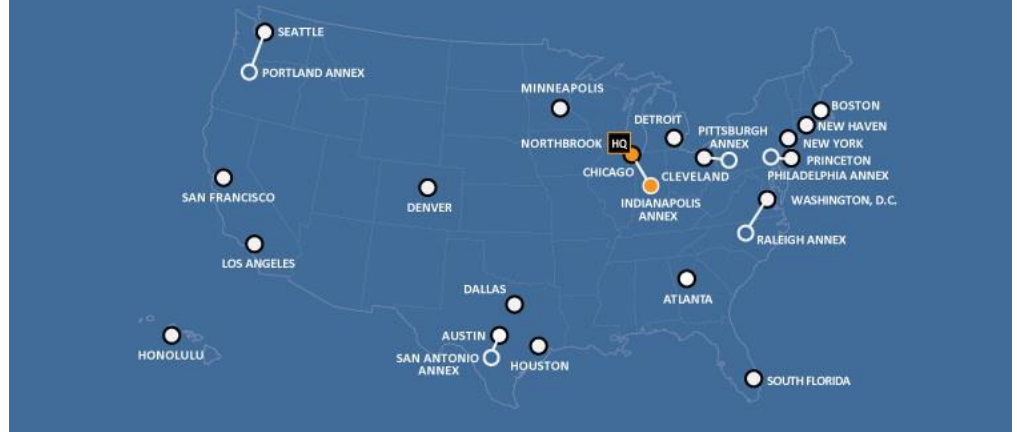 SEATTLE
PORTLAND ANNEX
MINNEAPOLIS
DETROIT
BOSTON
NEW HAVEN
PITTSBURGH
ANNEX
NORTHBROOK
HQ
NEW YORK
PRINCETON
CHICAGO
CLEVELAND
PHILADELPHIA ANNEX
SAN FRANCISCO
DENVER
INDIANAPOLIS
ANNEX
WASHINGTON, D.C.
RALEIGH ANNEX
LOS ANGELES
DALLAS
ATLANTA
AUSTIN
HONOLULU
SAN ANTONIO
ANNEX
HOUSTON
SOUTH FLORIDA